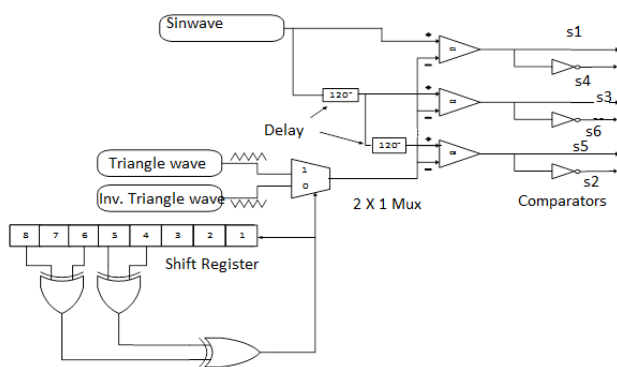 Sinwave
s1
s4
120°
s3
s6
Delay
120°
s5
s2
Triangle wave
1
0
Inv. Triangle wave
2 X 1 Mux
Comparators
8 7 6 5 4 3 2 1
Shift Register